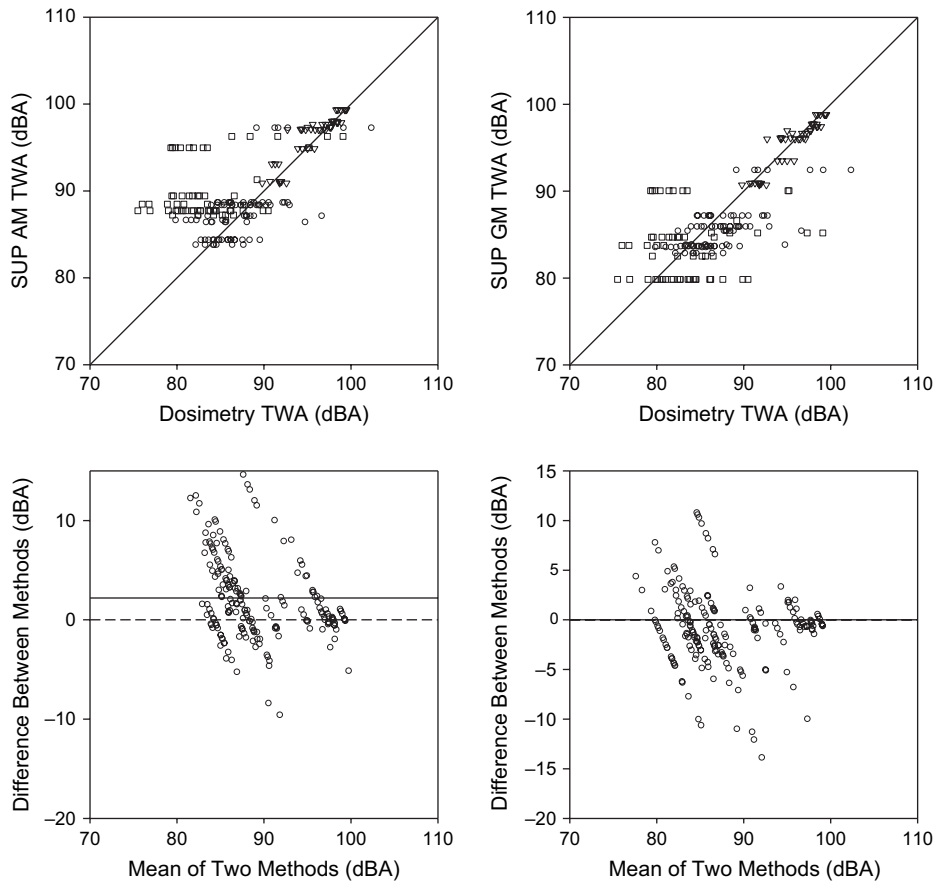 110
100
90
80
70
SUP AM TWA (dBA)
70 80 90 100 110
Dosimetry TWA (dBA)
110
100
90
80
70
SUP GM TWA (dBA)
70 80 90 100 110
Dosimetry TWA (dBA)
10
0
–10
–20
Difference Between Methods (dBA)
70 80 90 100 110
Mean of Two Methods (dBA)
15
10
5
0
–5
–10
–15
–20
Difference Between Methods (dBA)
70 80 90 100 110
Mean of Two Methods (dBA)